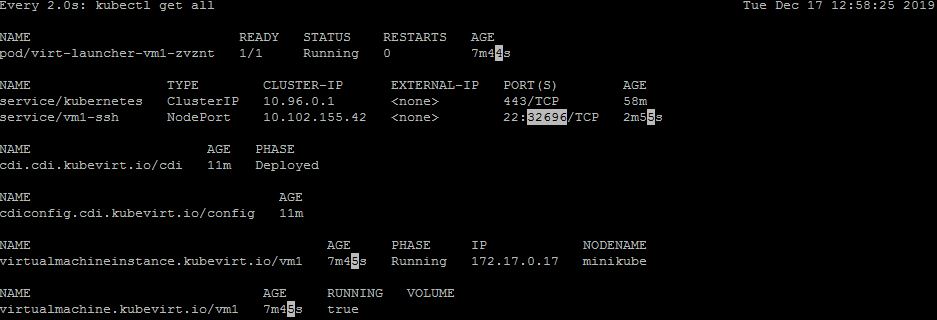 Every 2.0s: kubectl get all Tue Dec 17 12:58:25 2019
NAME READY STATUS RESTARTS AGE
pod/virt-launcher-vm1-zvznt 1/1 Running 0 7m44s
NAME TYPE CLUSTER-IP EXTERNAL-IP PORT(S) AGE
service/kubernetes ClusterIP 10.96.0.1 <none> 443/TCP 58m
service/vm1-ssh NodePort 10.102.155.42 <none> 22:32696/TCP 2m55s
NAME AGE PHASE
cdi.cdi.kubevirt.io/cdi 11m Deployed
NAME AGE
cdiconfig.cdi.kubevirt.io/config 11m
NAME AGE PHASE IP NODENAME
virtualmachineinstance.kubevirt.io/vm1 7m45s Running 172.17.0.17 minikube
NAME AGE RUNNING VOLUME
virtualmachine.kubevirt.io/vm1 7m45s true